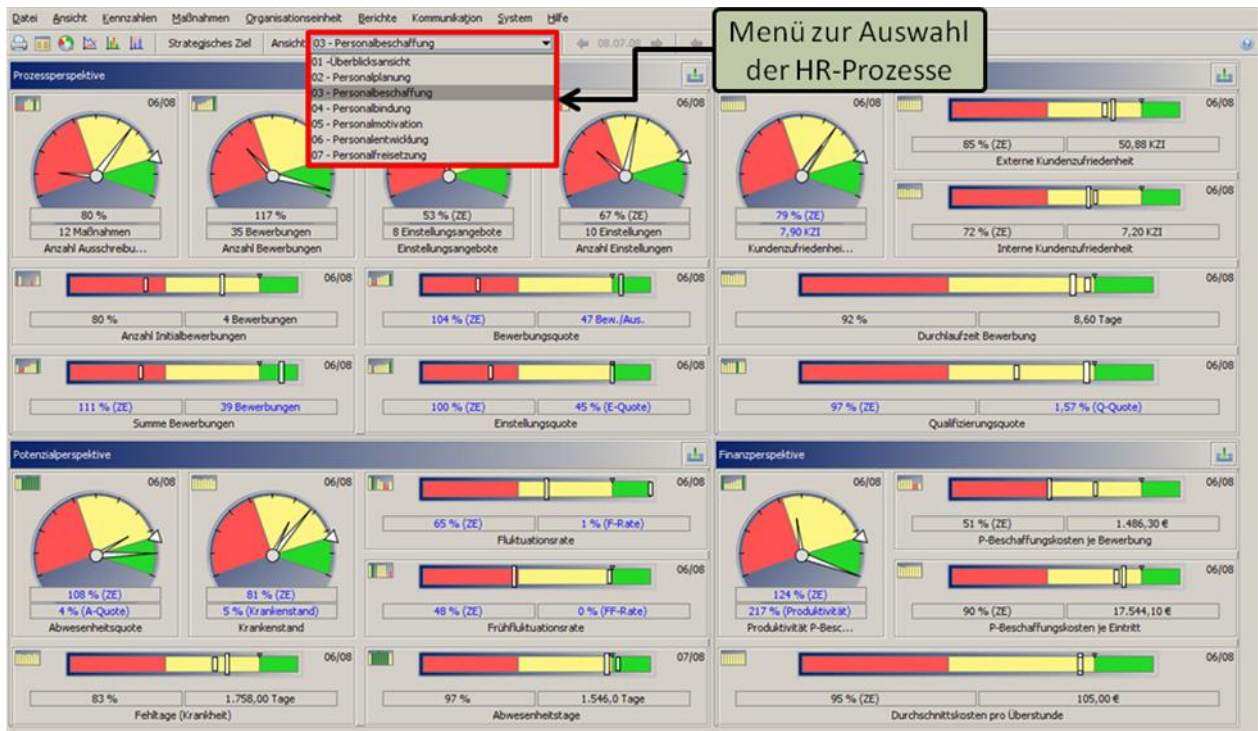 Datei Ansicht Kennzahlen Maßnahmen Organisationseinheit Berichte Kommunikation System Hilfe
Strategisches Ziel Ansicht: 03 - Personalbeschaffung 08.07.08
Menü zur Auswahl
der HR-Prozesse
01 -Überblicksansicht
02 - Personalplanung
03 - Personalbeschaffung
04 - Personalbindung
05 - Personalmotivation
06 - Personalentwicklung
07 - Personalfreisetzung
Prozessperspektive
06/08
80 %
12 Maßnahmen
Anzahl Ausschreibu...
117 %
35 Bewerbungen
Anzahl Bewerbungen
53 % (ZE)
8 Einstellungsangebote
Einstellungsangebote
06/08
67 % (ZE)
10 Einstellungen
Anzahl Einstellungen
06/08
80 %
4 Bewerbungen
Anzahl Initialbewerbungen
06/08
104 % (ZE)
47 Bew./Aus.
Bewerbungsquote
06/08
111 % (ZE)
39 Bewerbungen
Summe Bewerbungen
06/08
100 % (ZE)
45 % (E-Quote)
Einstellungsquote
06/08
79 % (ZE)
7,90 KZI
Kundenzufriedenhei...
06/08
85 % (ZE)
50,88 KZI
Externe Kundenzufriedenheit
06/08
72 % (ZE)
7,20 KZI
Interne Kundenzufriedenheit
06/08
92 %
8,60 Tage
Durchlaufzeit Bewerbung
06/08
97 % (ZE)
1,57 % (Q-Quote)
Qualifizierungsquote
Potenzialperspektive
06/08
108 % (ZE)
4 % (A-Quote)
Abwesenheitsquote
06/08
81 % (ZE)
5 % (Krankenstand)
Krankenstand
06/08
65 % (ZE)
1 % (F-Rate)
Fluktuationsrate
06/08
48 % (ZE)
0 % (FF-Rate)
Frühfluktuationsrate
06/08
83 %
1.758,00 Tage
Fehltage (Krankheit)
07/08
97 %
1.546,0 Tage
Abwesenheitstage
Finanzperspektive
06/08
124 % (ZE)
217 % (Produktivität)
Produktivität P-Besc...
06/08
51 % (ZE)
1.486,30 €
P-Beschaffungskosten je Bewerbung
06/08
90 % (ZE)
17.544,10 €
P-Beschaffungskosten je Eintritt
06/08
95 % (ZE)
105,00 €
Durchschnittskosten pro Überstunde